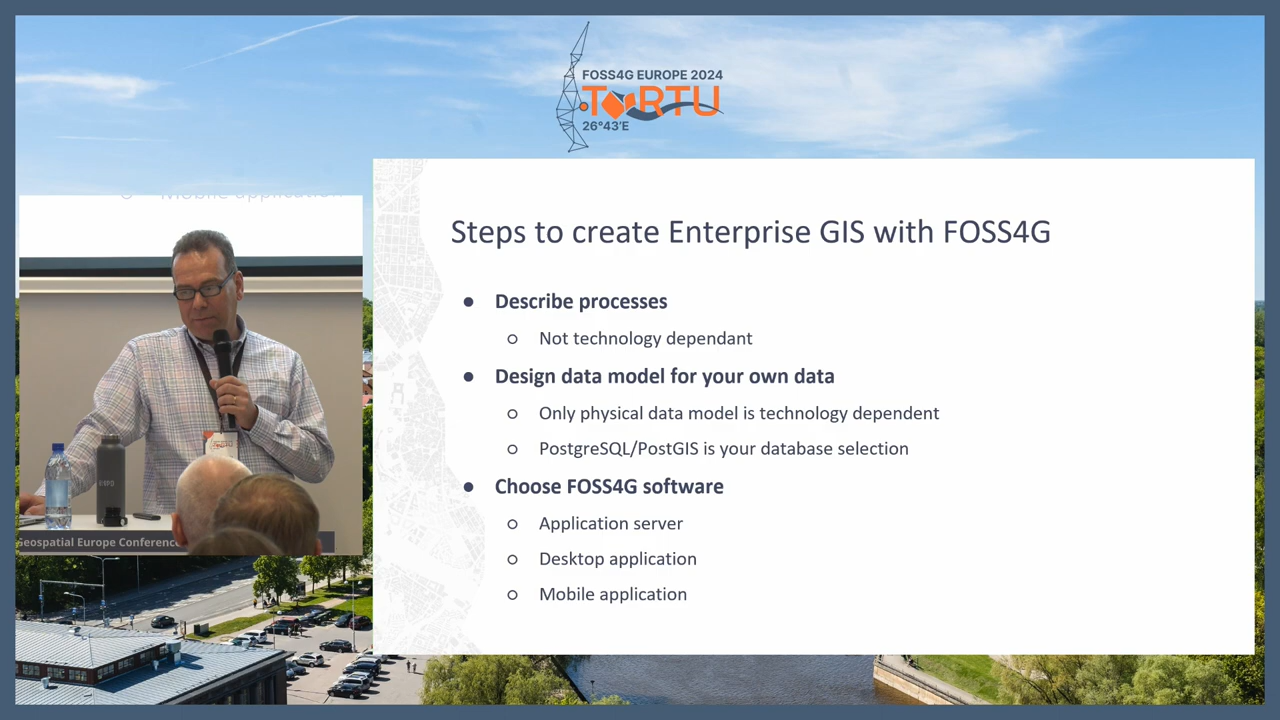 FOSS4G EUROPE 2024
TARTU
26°43'E
Mobile application
Steps to create Enterprise GIS with FOSS4G
Describe processes
Not technology dependant
Design data model for your own data
Only physical data model is technology dependent
PostgreSQL/PostGIS is your database selection
Choose FOSS4G software
Application server
Desktop application
Mobile application
Geospatial Europe Conference